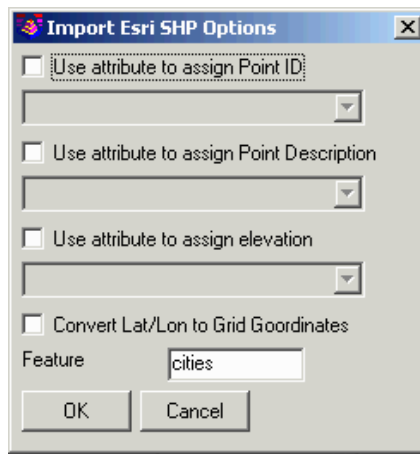 Import Esri SHP Options
Use attribute to assign Point ID
Use attribute to assign Point Description
Use attribute to assign elevation
Convert Lat/Lon to Grid Goordinates
Feature cities
OK Cancel